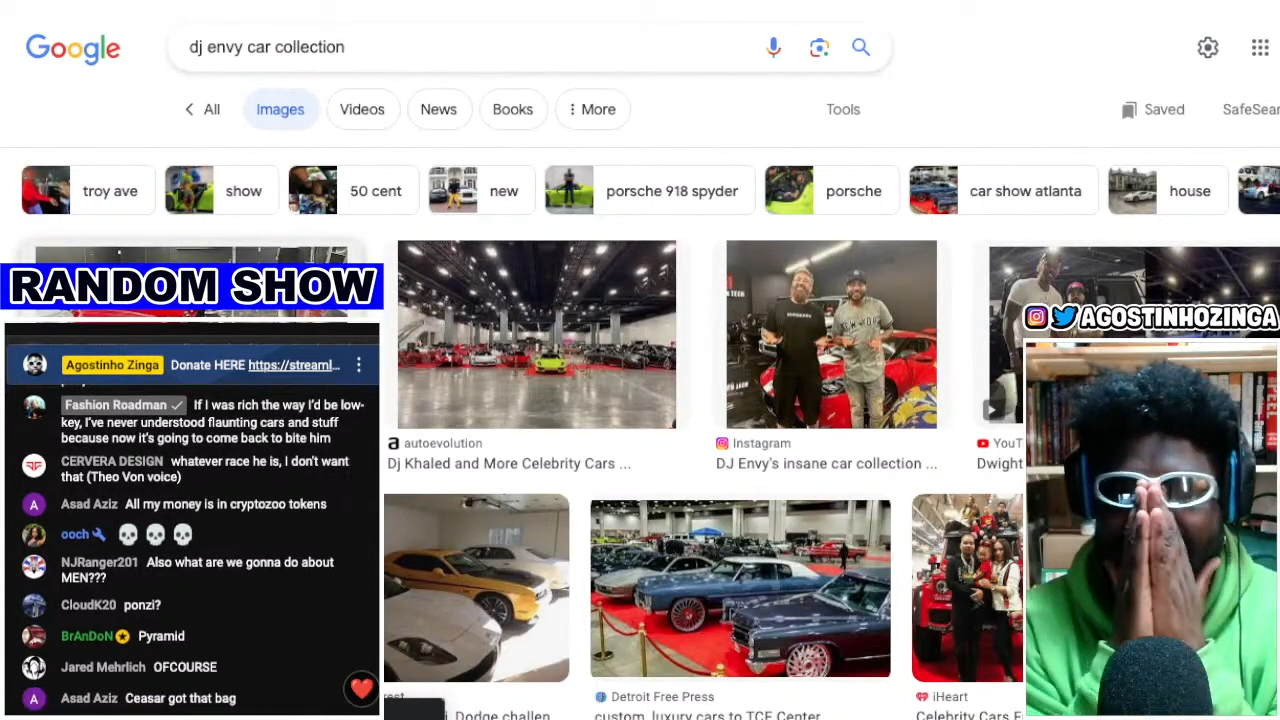 Google
dj envy car collection
All
Images
Videos
News
Books
More
Tools
Saved
SafeSear
troy ave
show
50 cent
new
porsche 918 spyder
porsche
car show atlanta
house
RANDOM SHOW
AGOSTINHOZINGA
Agostinho Zinga Donate HERE https://streaml...
Fashion Roadman If I was rich the way I'd be low-
key, I've never understood flaunting cars and stuff
because now it's going to come back to bite him
CERVERA DESIGN whatever race he is, I don't want
that (Theo Von voice)
Asad Aziz All my money is in cryptozoo tokens
ooch 💀 💀 💀
NJRanger201 Also what are we gonna do about
MEN???
CloudK20 ponzi?
BrAnDoN Pyramid
Jared Mehrlich OFCOURSE
Asad Aziz Ceasar got that bag
autoevolution
Dj Khaled and More Celebrity Cars ...
NEW YORK
Instagram
DJ Envy's insane car collection ...
YouT
Dwight
rest
j, Dodge challen
Detroit Free Press
custom, luxury cars to TCF Center
iHeart
Celebrity Cars F